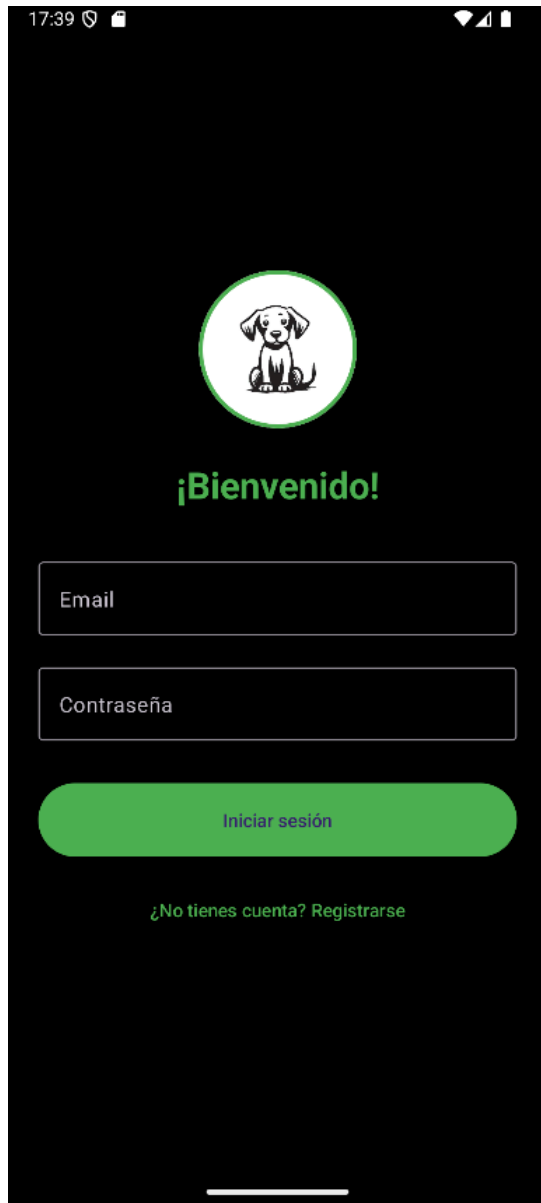 17:39
¡Bienvenido!
Email
Contraseña
Iniciar sesión
¿No tienes cuenta? Registrarse